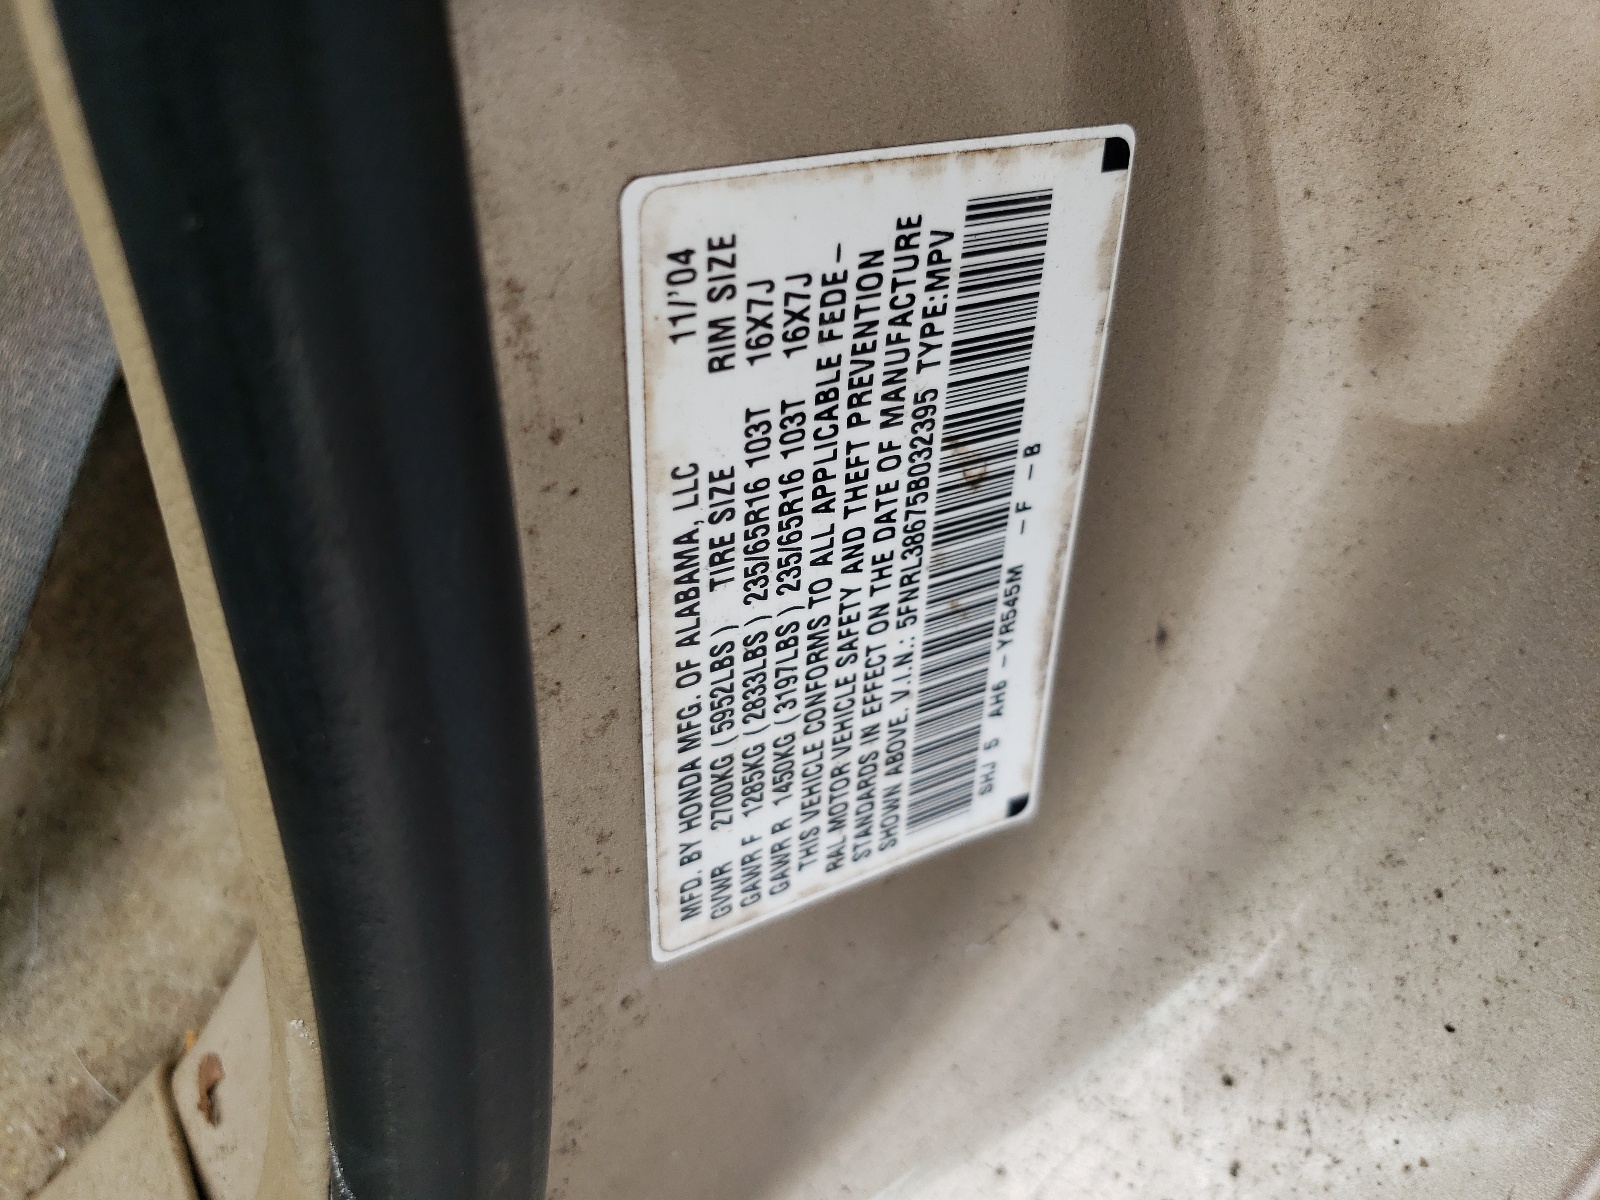 MFD. BY HONDA MFG. OF ALABAMA, LLC 11/'04
GVWR 2700KG (5952LBS) TIRE SIZE RIM SIZE
GAWR F 1285KG (2833LBS) 235/65R16 103T 16X7J
GAWR R 1450KG (3197LBS) 235/65R16 103T 16X7J
THIS VEHICLE CONFORMS TO ALL APPLICABLE FEDE-
RAL MOTOR VEHICLE SAFETY AND THEFT PREVENTION
STANDARDS IN EFFECT ON THE DATE OF MANUFACTURE
SHOWN ABOVE. V.I.N.: 5FNRL38675B032395 TYPE:MPV
SHJ 5 AH6 - YR545M - F - B